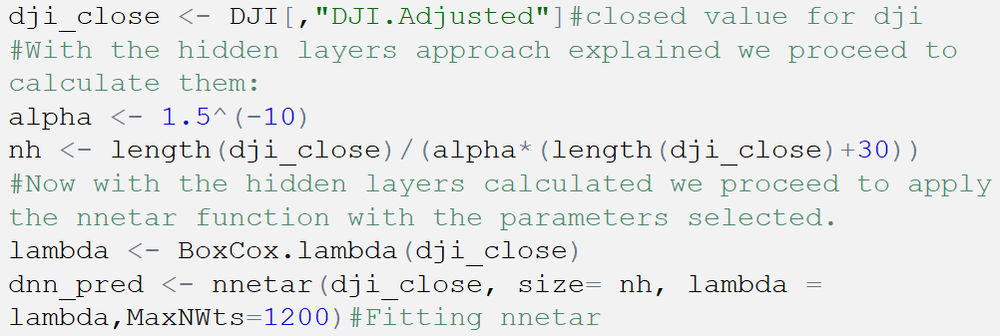 dji_close <- DJI[,"DJI.Adjusted"]#closed value for dji
#With the hidden layers approach explained we proceed to
calculate them:
alpha <- 1.5^(-10)
nh <- length(dji_close)/(alpha*(length(dji_close)+30))
#Now with the hidden layers calculated we proceed to apply
the nnetar function with the parameters selected.
lambda <- BoxCox.lambda(dji_close)
dnn_pred <- nnetar(dji_close, size= nh, lambda =
lambda,MaxNWts=1200)#Fitting nnetar